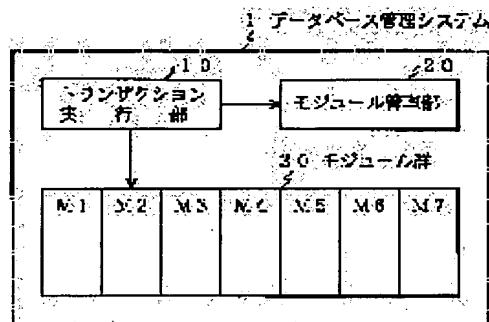 1 データベース管理システム
10
20
トランザクション
実行部
モジュール管理部
30 モジュール群
M1 M2 M3 M4 M5 M6 M7